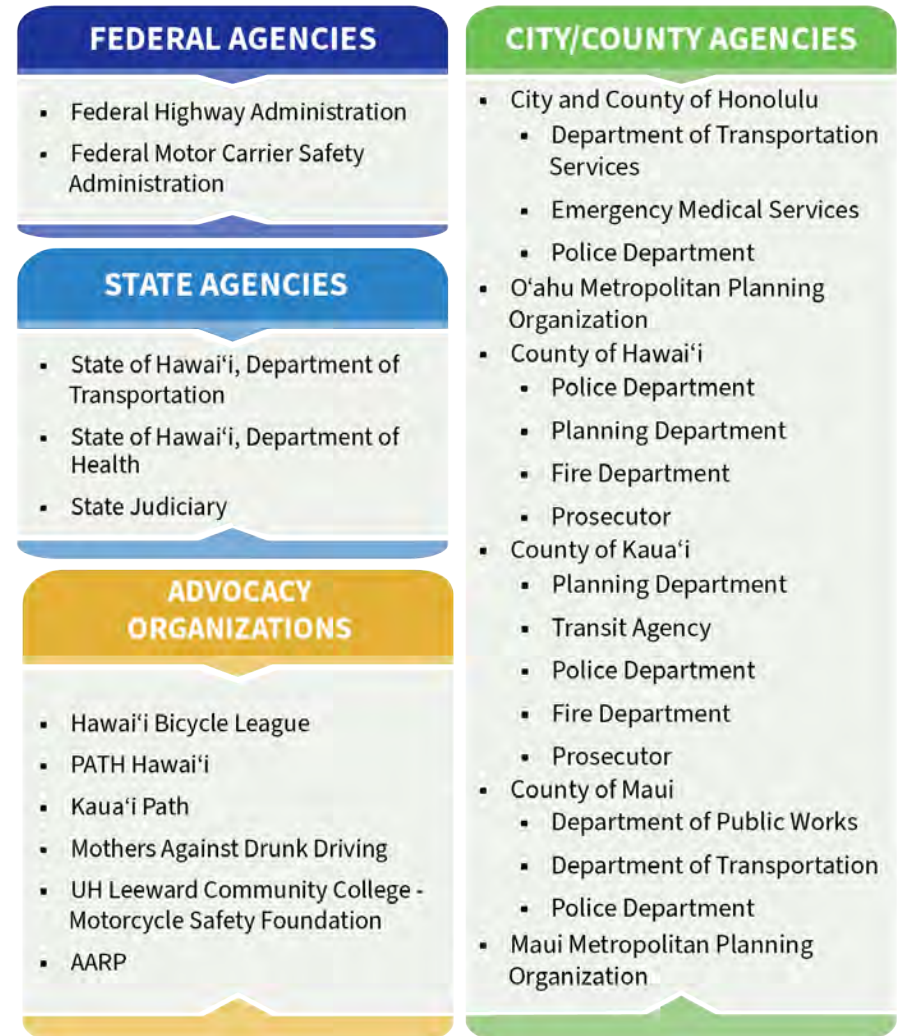 FEDERAL AGENCIES
▪ Federal Highway Administration
▪ Federal Motor Carrier Safety
Administration
STATE AGENCIES
▪ State of Hawaiʻi, Department of
Transportation
▪ State of Hawaiʻi, Department of
Health
▪ State Judiciary
ADVOCACY
ORGANIZATIONS
▪ Hawaiʻi Bicycle League
▪ PATH Hawaiʻi
▪ Kauaʻi Path
▪ Mothers Against Drunk Driving
▪ UH Leeward Community College -
Motorcycle Safety Foundation
▪ AARP
CITY/COUNTY AGENCIES
▪ City and County of Honolulu
▪ Department of Transportation
Services
▪ Emergency Medical Services
▪ Police Department
▪ Oʻahu Metropolitan Planning
Organization
▪ County of Hawaiʻi
▪ Police Department
▪ Planning Department
▪ Fire Department
▪ Prosecutor
▪ County of Kauaʻi
▪ Planning Department
▪ Transit Agency
▪ Police Department
▪ Fire Department
▪ Prosecutor
▪ County of Maui
▪ Department of Public Works
▪ Department of Transportation
▪ Police Department
▪ Maui Metropolitan Planning
Organization